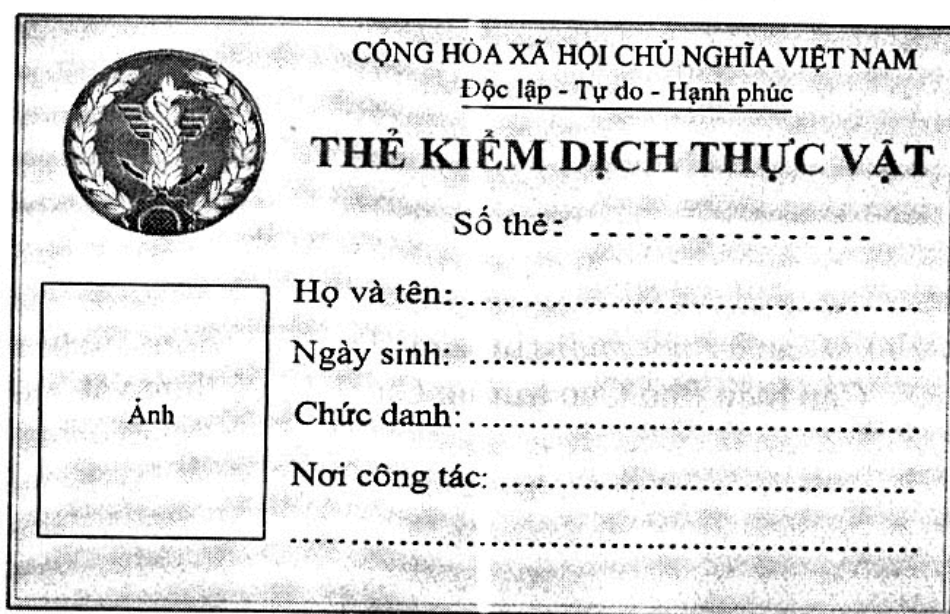 CỘNG HÒA XÃ HỘI CHỦ NGHĨA VIỆT NAM
Độc lập - Tự do - Hạnh phúc
THẺ KIỂM DỊCH THỰC VẬT
Số thẻ: ..................
Họ và tên:........................................
Ngày sinh: .......................................
Chức danh: .......................................
Nơi công tác: ....................................
............................................................
Ảnh